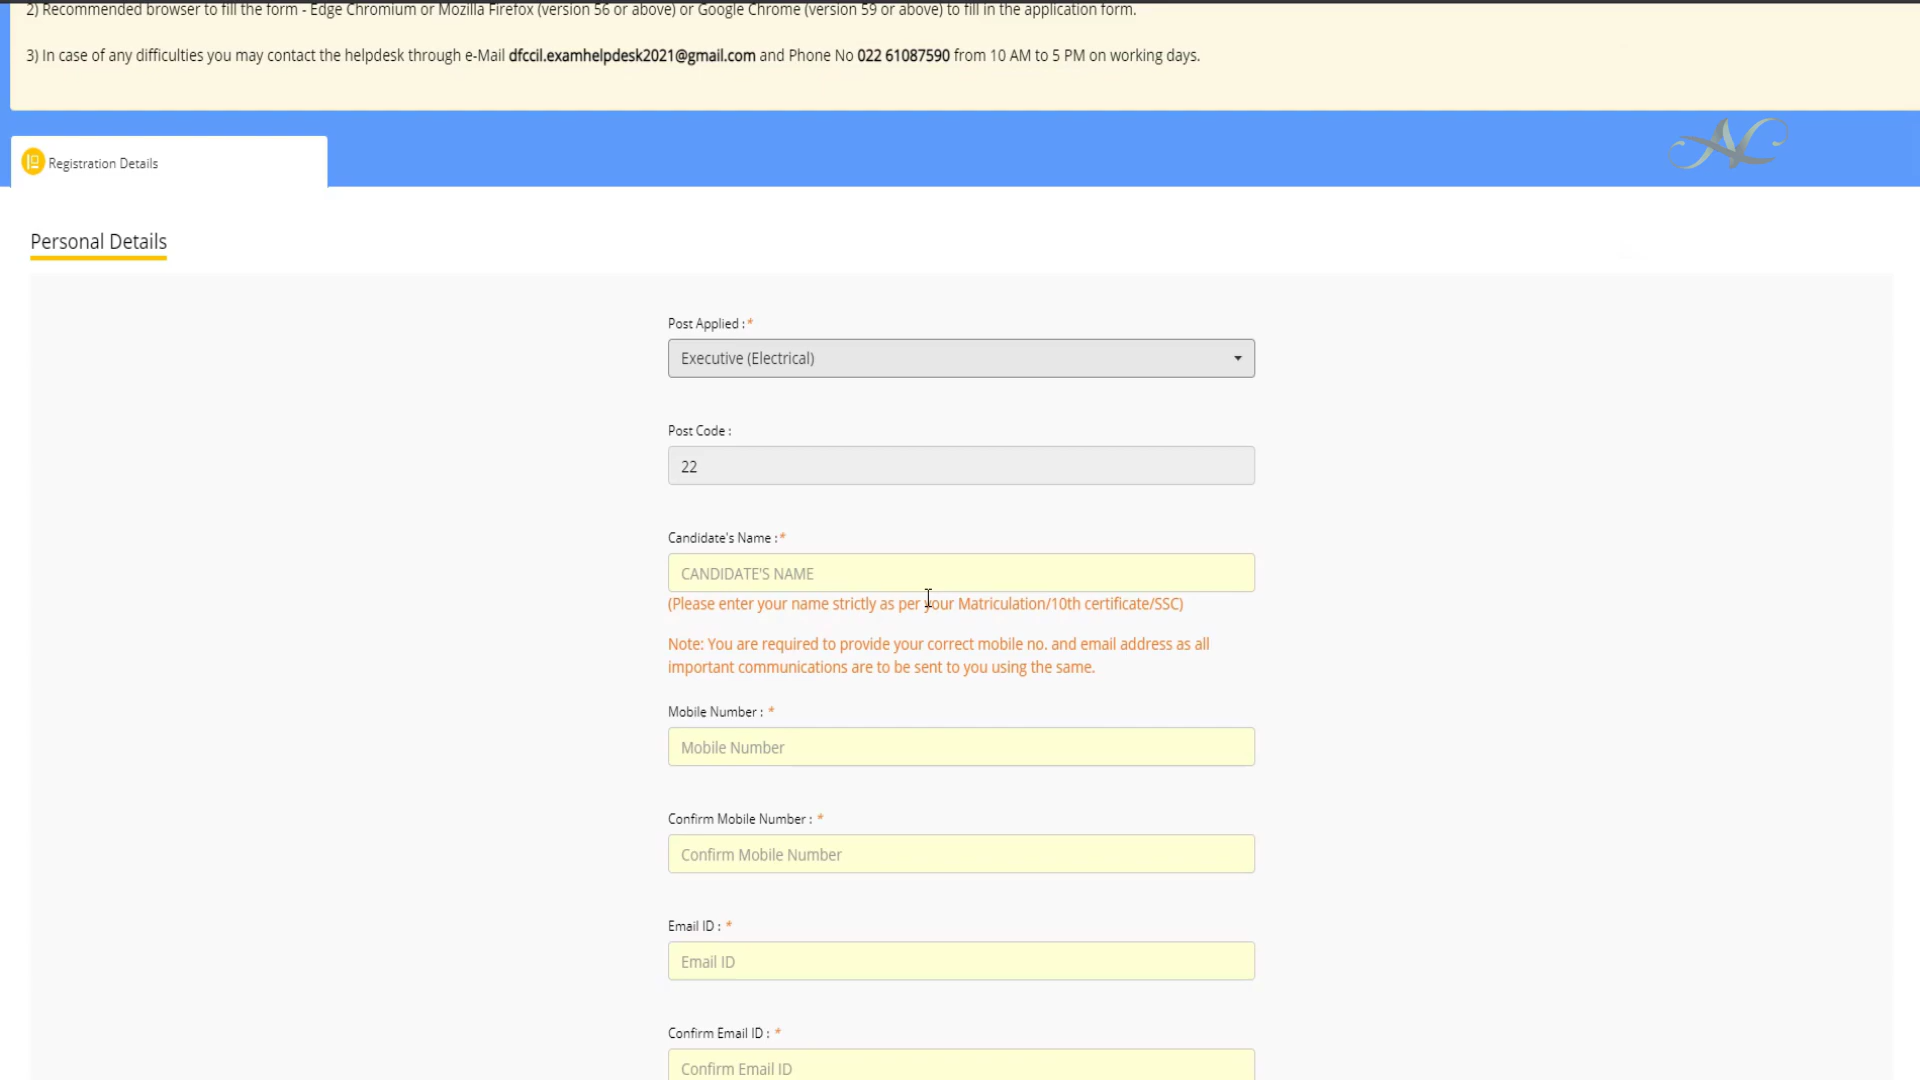 2) Recommended browser to fill the form - Edge Chromium or Mozilla Firefox (version 56 or above) or Google Chrome (version 59 or above) to fill in the application form.
3) In case of any difficulties you may contact the helpdesk through e-Mail dfccil.examhelpdesk2021@gmail.com and Phone No 022 61087590 from 10 AM to 5 PM on working days.
Registration Details
Personal Details
Post Applied :*
Executive (Electrical)
Post Code :
22
Candidate's Name :*
CANDIDATE'S NAME
(Please enter your name strictly as per your Matriculation/10th certificate/SSC)
Note: You are required to provide your correct mobile no. and email address as all
important communications are to be sent to you using the same.
Mobile Number : *
Mobile Number
Confirm Mobile Number : *
Confirm Mobile Number
Email ID : *
Email ID
Confirm Email ID : *
Confirm Email ID